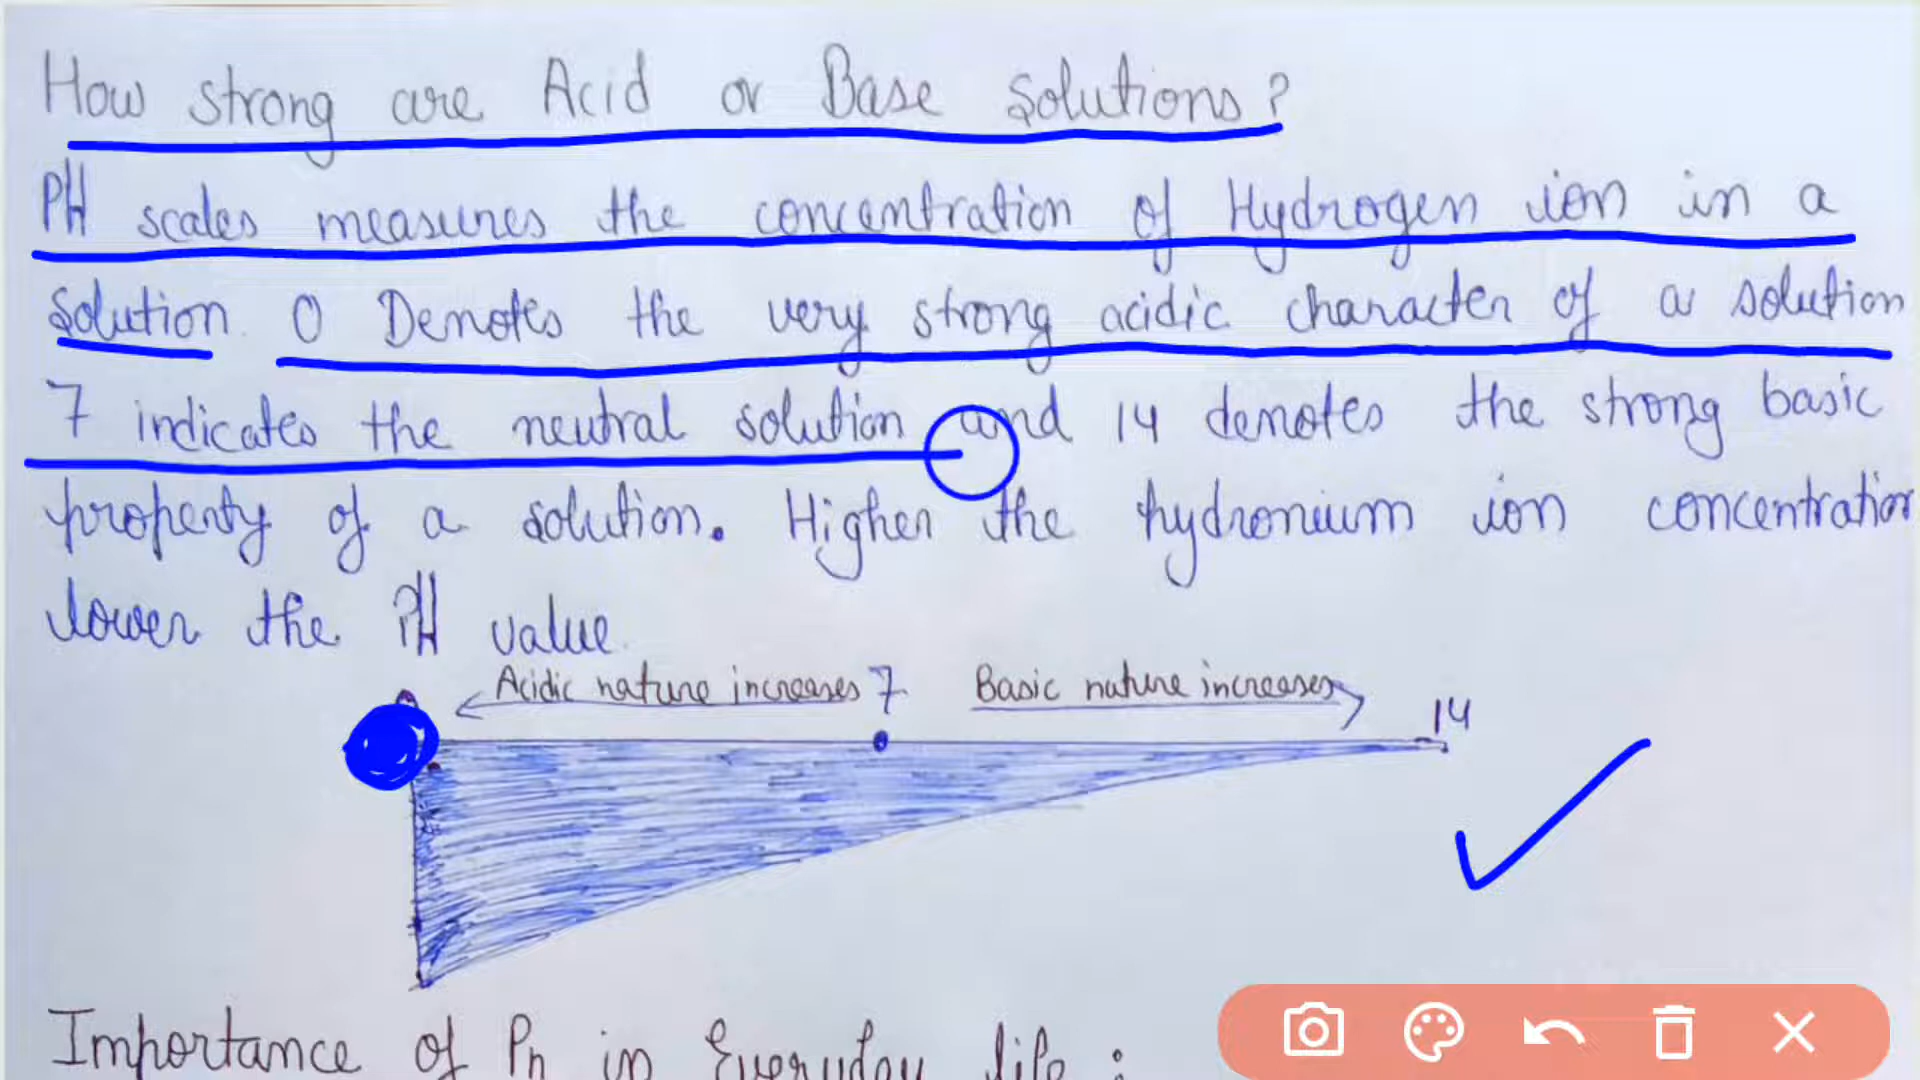 How strong are Acid or Base solutions?
PH scales measures the concentration of Hydrogen ion in a
solution. 0 Denotes the very strong acidic character of a solution
7 indicates the neutral solution and 14 denotes the strong basic
property of a solution. Higher the hydronium ion concentration
lower the PH value.
Acidic nature increases 7 Basic nature increases
14
Importance of PH in Everyday life :